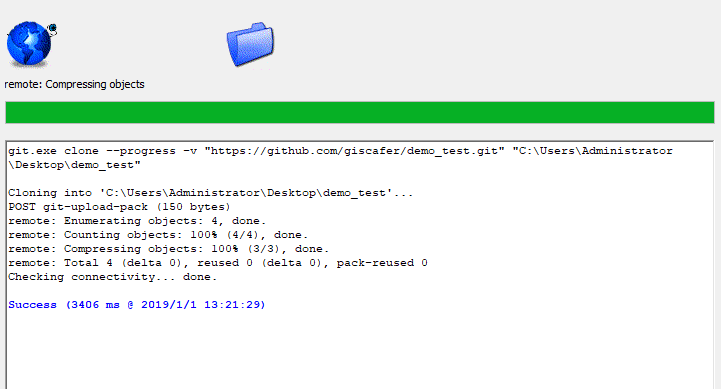 remote: Compressing objects
git.exe clone --progress -v "https://github.com/giscafer/demo_test.git" "C:\Users\Administrator
\Desktop\demo_test"
Cloning into 'C:\Users\Administrator\Desktop\demo_test'...
POST git-upload-pack (150 bytes)
remote: Enumerating objects: 4, done.
remote: Counting objects: 100% (4/4), done.
remote: Compressing objects: 100% (3/3), done.
remote: Total 4 (delta 0), reused 0 (delta 0), pack-reused 0
Checking connectivity... done.
Success (3406 ms @ 2019/1/1 13:21:29)